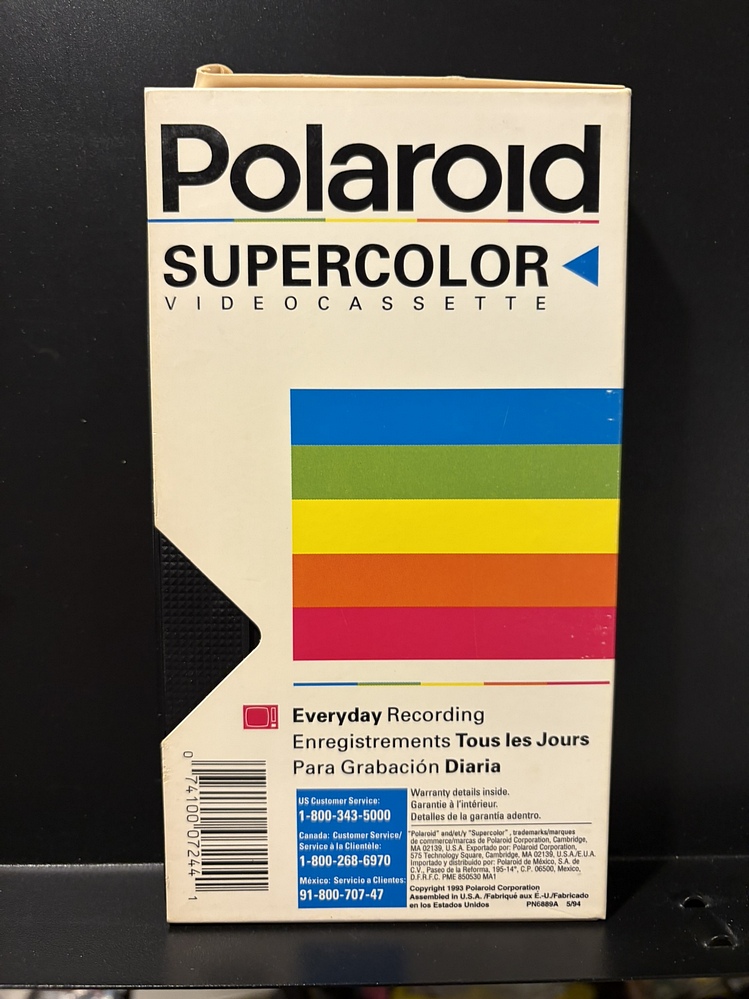 Polaroid
SUPERCOLOR
VIDEOCASSETTE
Everyday Recording
Enregistrements Tous les Jours
Para Grabación Diaria
0 74100 07244 1
US Customer Service:
1-800-343-5000
Canada: Customer Service/
Service à la Clientèle:
1-800-268-6970
México: Servicio a Clientes:
91-800-707-47
Warranty details inside.
Garantie à l'intérieur.
Detalles de la garantía adentro.
"Polaroid" and/et/y "Supercolor", trademarks/marques
de commerce/marcas de Polaroid Corporation, Cambridge,
MA 02139, U.S.A. Exportado por: Polaroid Corporation,
575 Technology Square, Cambridge, MA 02139, U.S.A./E.U.A.
Importado y distribuido por: Polaroid de México, S.A. de
C.V., Paseo de la Reforma, 195-14°, C.P. 06500, Mexico,
D.F.R.F.C. PME 850530 MA1
Copyright 1993 Polaroid Corporation
Assembled in U.S.A./Fabriqué aux É.-U./Fabricado
en los Estados Unidos PN6889A 5/94